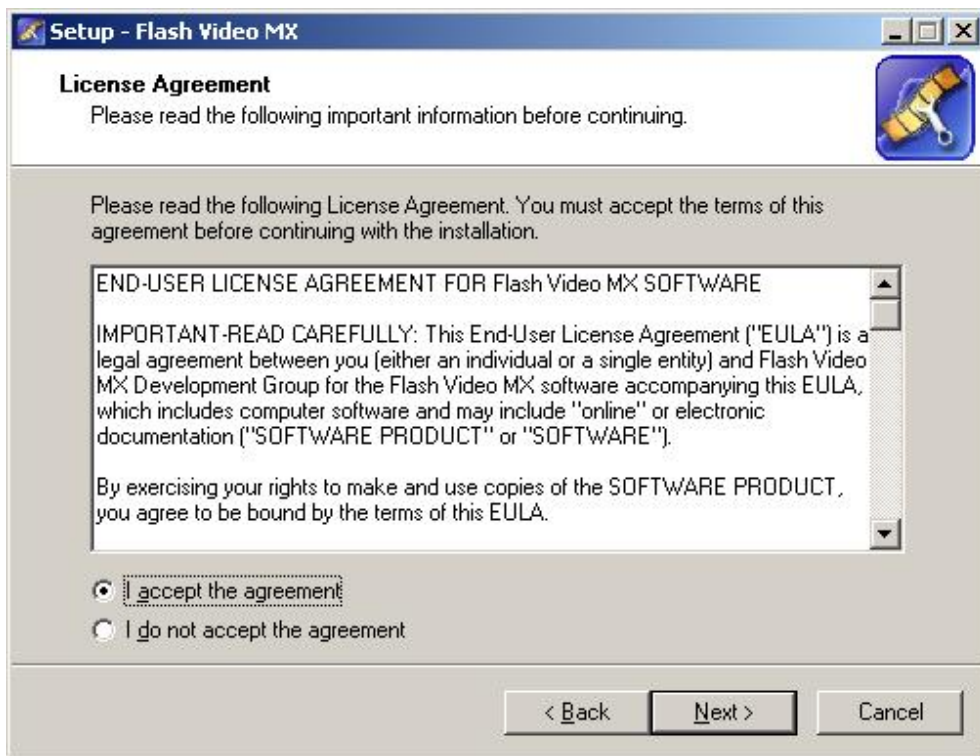 Setup - Flash Video MX
License Agreement
Please read the following important information before continuing.
Please read the following License Agreement. You must accept the terms of this
agreement before continuing with the installation.
END-USER LICENSE AGREEMENT FOR Flash Video MX SOFTWARE
IMPORTANT-READ CAREFULLY: This End-User License Agreement ("EULA") is a
legal agreement between you (either an individual or a single entity) and Flash Video
MX Development Group for the Flash Video MX software accompanying this EULA,
which includes computer software and may include "online" or electronic
documentation ("SOFTWARE PRODUCT" or "SOFTWARE").
By exercising your rights to make and use copies of the SOFTWARE PRODUCT,
you agree to be bound by the terms of this EULA.
I accept the agreement
I do not accept the agreement
< Back Next > Cancel